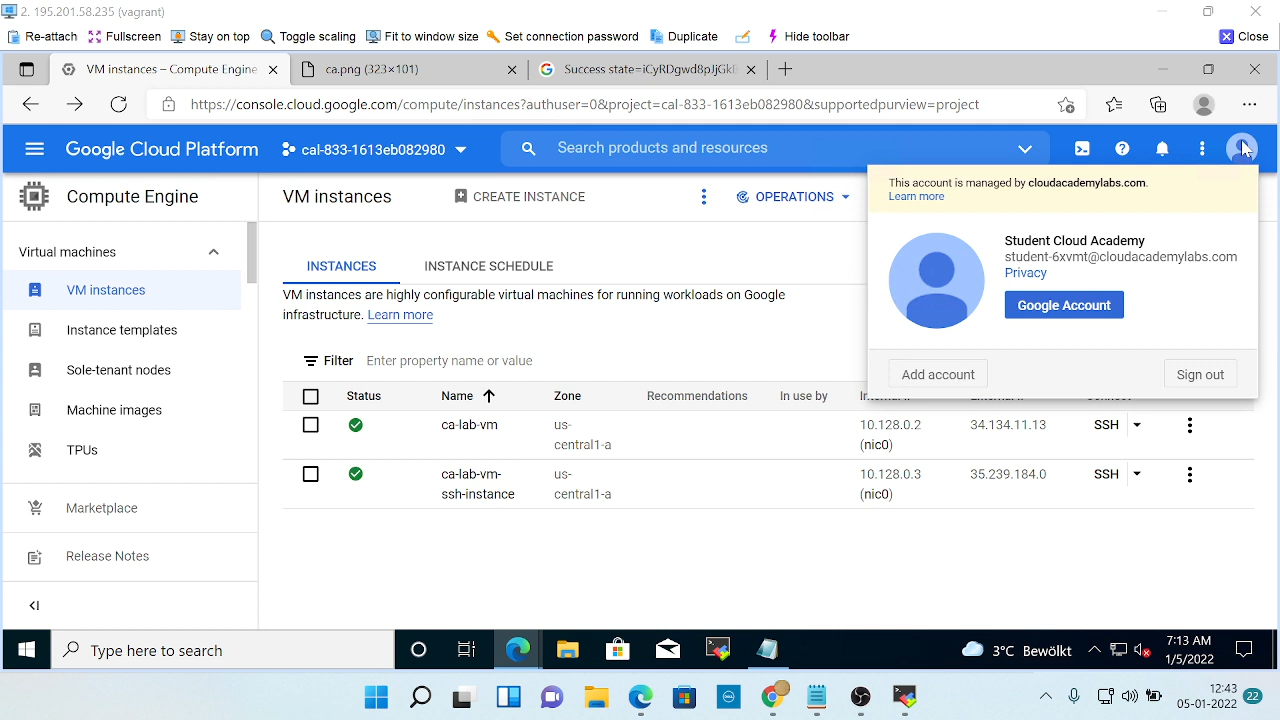 2. 195.201.58.235 (vagrant)
Re-attach Fullscreen Stay on top Toggle scaling Fit to window size Set connection password Duplicate Hide toolbar Close
VM instances – Compute Engine ca.png (323×101) Success state=
https://console.cloud.google.com/compute/instances?authuser=0&project=cal-833-1613eb082980&supportedpurview=project
Google Cloud Platform cal-833-1613eb082980 Search products and resources
Compute Engine
VM instances CREATE INSTANCE OPERATIONS
This account is managed by cloudacademylabs.com.
Learn more
Student Cloud Academy
student-6xvmt@cloudacademylabs.com
Privacy
Google Account
Add account Sign out
Virtual machines
VM instances
Instance templates
Sole-tenant nodes
Machine images
TPUs
Marketplace
Release Notes
INSTANCES INSTANCE SCHEDULE
VM instances are highly configurable virtual machines for running workloads on Google
infrastructure. Learn more
Filter Enter property name or value
Status Name Zone Recommendations In use by
ca-lab-vm us- 10.128.0.2 34.134.11.13 SSH
central1-a (nic0)
ca-lab-vm- us- 10.128.0.3 35.239.184.0 SSH
ssh-instance central1-a (nic0)
Type here to search 3°C Bewölkt 7:13 AM
1/5/2022
12:43
05-01-2022 22